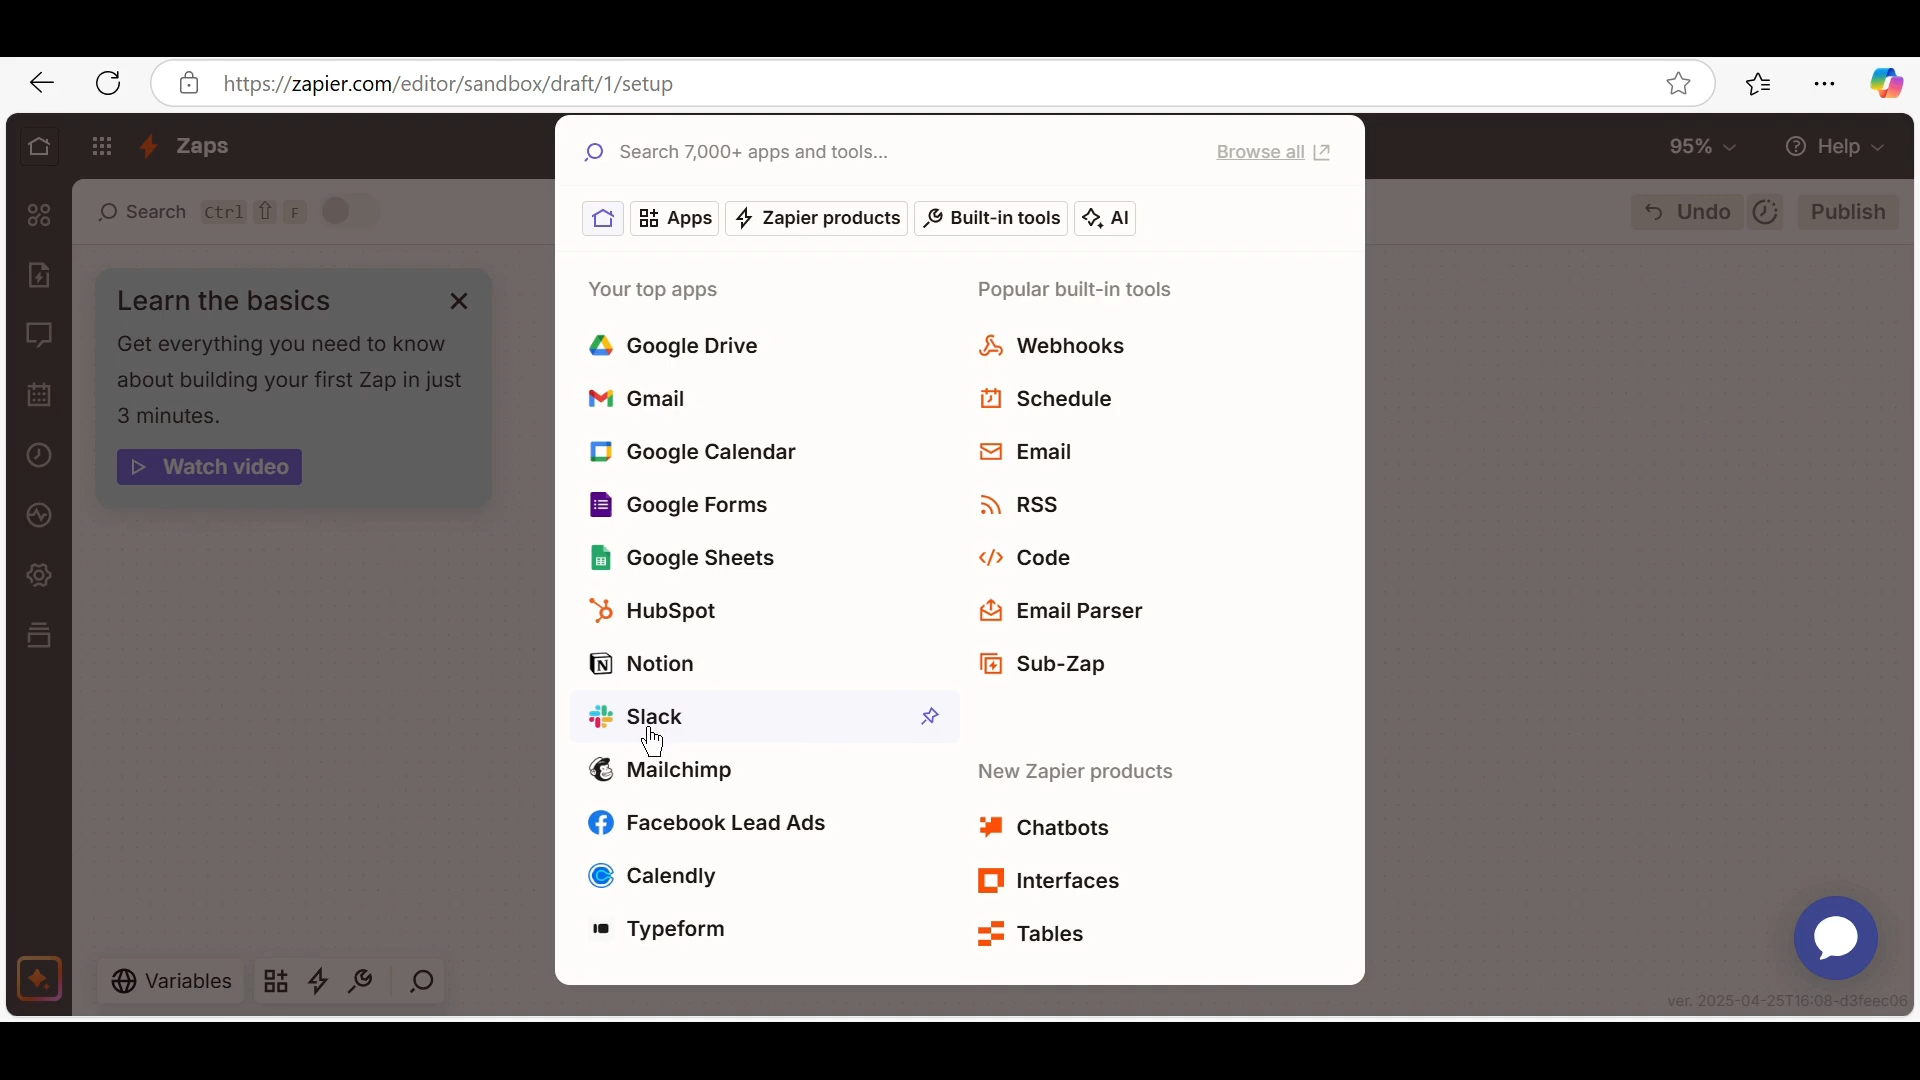 https://zapier.com/editor/sandbox/draft/1/setup
Zaps
95%
Help
Search 7,000+ apps and tools...
Browse all
Search Ctrl ⇧ F
Undo
Publish
Apps
Zapier products
Built-in tools
AI
Learn the basics
Get everything you need to know
about building your first Zap in just
3 minutes.
Watch video
Your top apps
Google Drive
Gmail
Google Calendar
Google Forms
Google Sheets
HubSpot
Notion
Slack
Mailchimp
Facebook Lead Ads
Calendly
Typeform
Popular built-in tools
Webhooks
Schedule
Email
RSS
Code
Email Parser
Sub-Zap
New Zapier products
Chatbots
Interfaces
Tables
Variables
ver. 2025-04-25T16:08-d3feec06